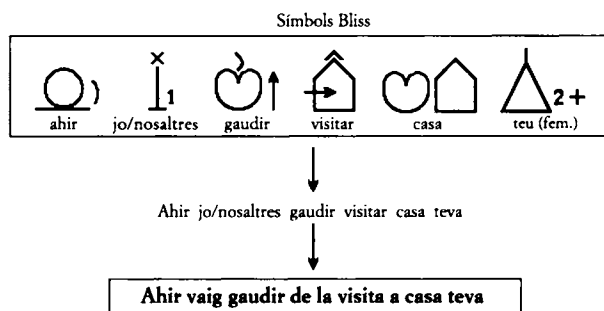 Símbols Bliss
1
2 +
ahir jo/nosaltres gaudir visitar casa teu (fem.)
Ahir jo/nosaltres gaudir visitar casa teva
Ahir vaig gaudir de la visita a casa teva